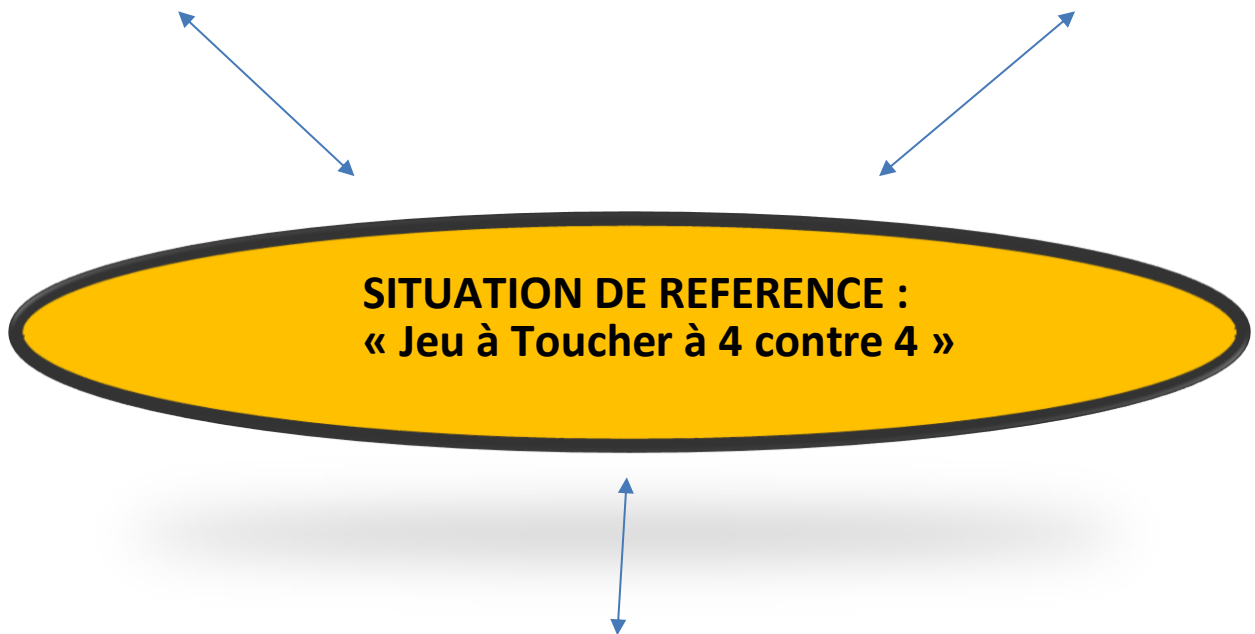 SITUATION DE REFERENCE :
« Jeu à Toucher à 4 contre 4 »